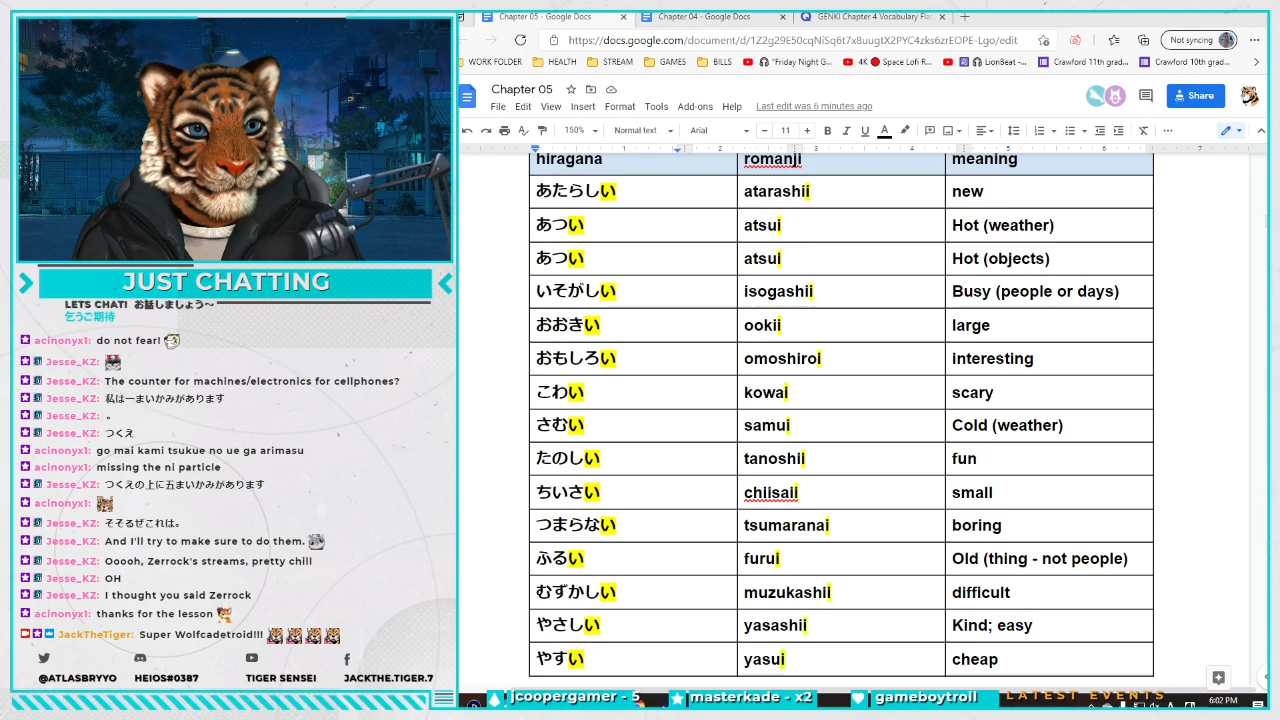 Chapter 05 - Google Docs
Chapter 04 - Google Docs
GENKI Chapter 4 Vocabulary Fla
https://docs.google.com/document/d/1Z2g29E50cqNiSq6t7x8uugtX2PYC4zks6zrEOPE-Lgo/edit
Not syncing
WORK FOLDER
HEALTH
STREAM
GAMES
BILLS
"Friday Night G...
4K
Space Lofi R...
LionBeat -...
Crawford 11th grad...
Crawford 10th grad...
Chapter 05
File Edit View Insert Format Tools Add-ons Help Last edit was 6 minutes ago
Share
150% Normal text Arial 11
hiragana romanji meaning
あたらしい atarashii new
あつい atsui Hot (weather)
あつい atsui Hot (objects)
いそがしい isogashii Busy (people or days)
おおきい ookii large
おもしろい omoshiroi interesting
こわい kowai scary
さむい samui Cold (weather)
たのしい tanoshii fun
ちいさい chiisaii small
つまらない tsumaranai boring
ふるい furui Old (thing - not people)
むずかしい muzukashii difficult
やさしい yasashii Kind; easy
やすい yasui cheap
JUST CHATTING
LETS CHAT! お話しましょう〜
乞うご期待
acinonyx1: do not fear!
Jesse_KZ:
Jesse_KZ: The counter for machines/electronics for cellphones?
Jesse_KZ: 私は一まいかみがあります
Jesse_KZ: 。
Jesse_KZ: つくえ
acinonyx1: go mai kami tsukue no ue ga arimasu
acinonyx1: missing the ni particle
Jesse_KZ: つくえの上に五まいかみがあります
acinonyx1:
Jesse_KZ: そそるぜこれは。
Jesse_KZ: And I'll try to make sure to do them.
Jesse_KZ: Ooooh, Zerrock's streams, pretty chill
Jesse_KZ: OH
Jesse_KZ: I thought you said Zerrock
acinonyx1: thanks for the lesson
JackTheTiger: Super Wolfcadetroid!!!
@ATLASBRYYO HEIOS#0387 TIGER SENSEI JACKTHE.TIGER.7
jcoopergamer - 5 masterkade - x2 gameboytroll LATEST EVE
6:02 PM